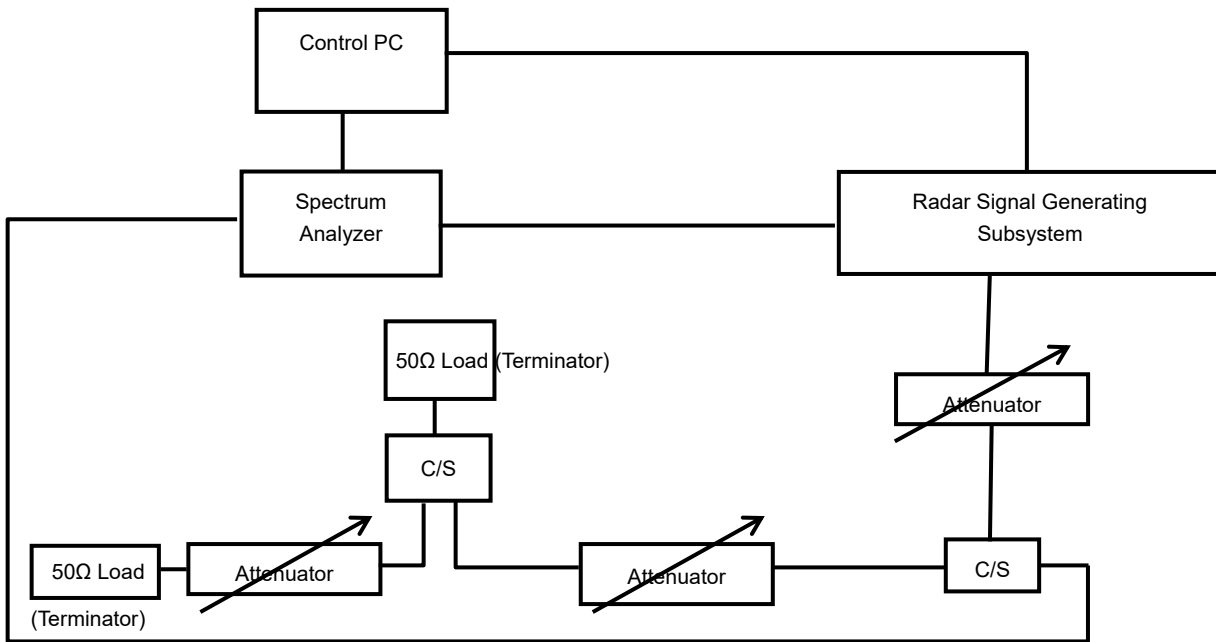 Control PC
Spectrum
Analyzer
Radar Signal Generating
Subsystem
50Ω Load (Terminator)
Attenuator
C/S
50Ω Load
(Terminator)
Attenuator
Attenuator
C/S